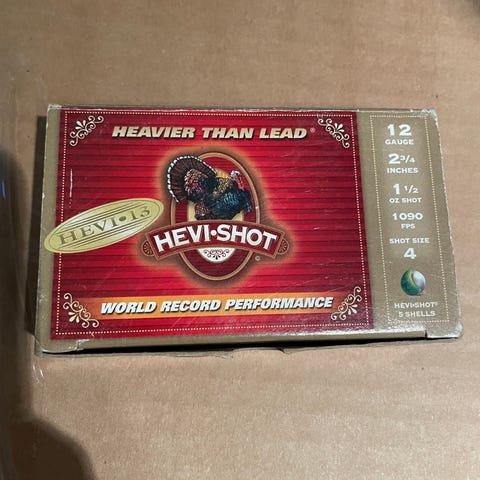 HEAVIER THAN LEAD®
HEVI•13
HEVI•SHOT®
WORLD RECORD PERFORMANCE
12
GAUGE
2 3/4
INCHES
1 1/2
OZ SHOT
1090
FPS
SHOT SIZE
4
HEVI•SHOT®
5 SHELLS